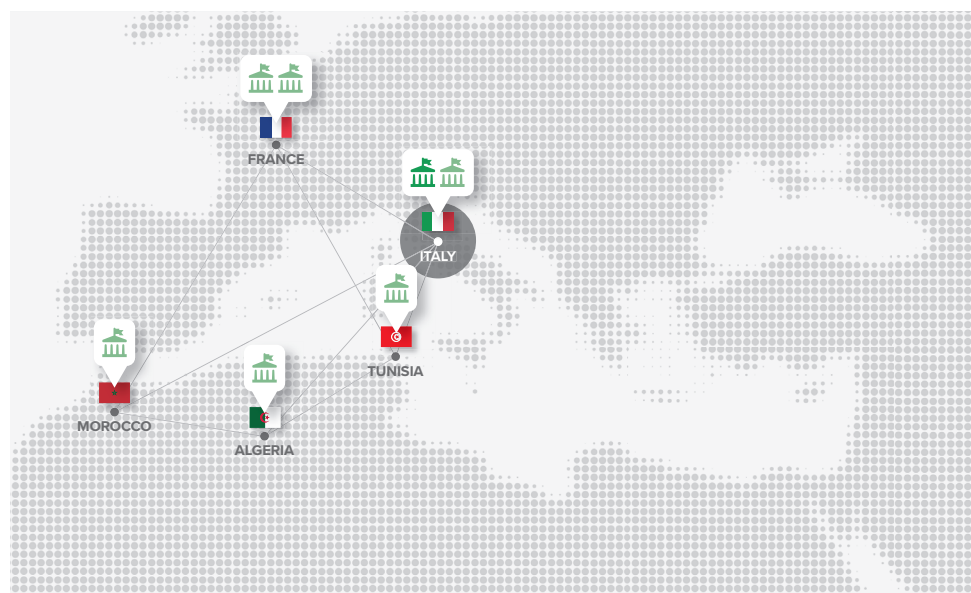 FRANCE
ITALY
TUNISIA
MOROCCO
ALGERIA